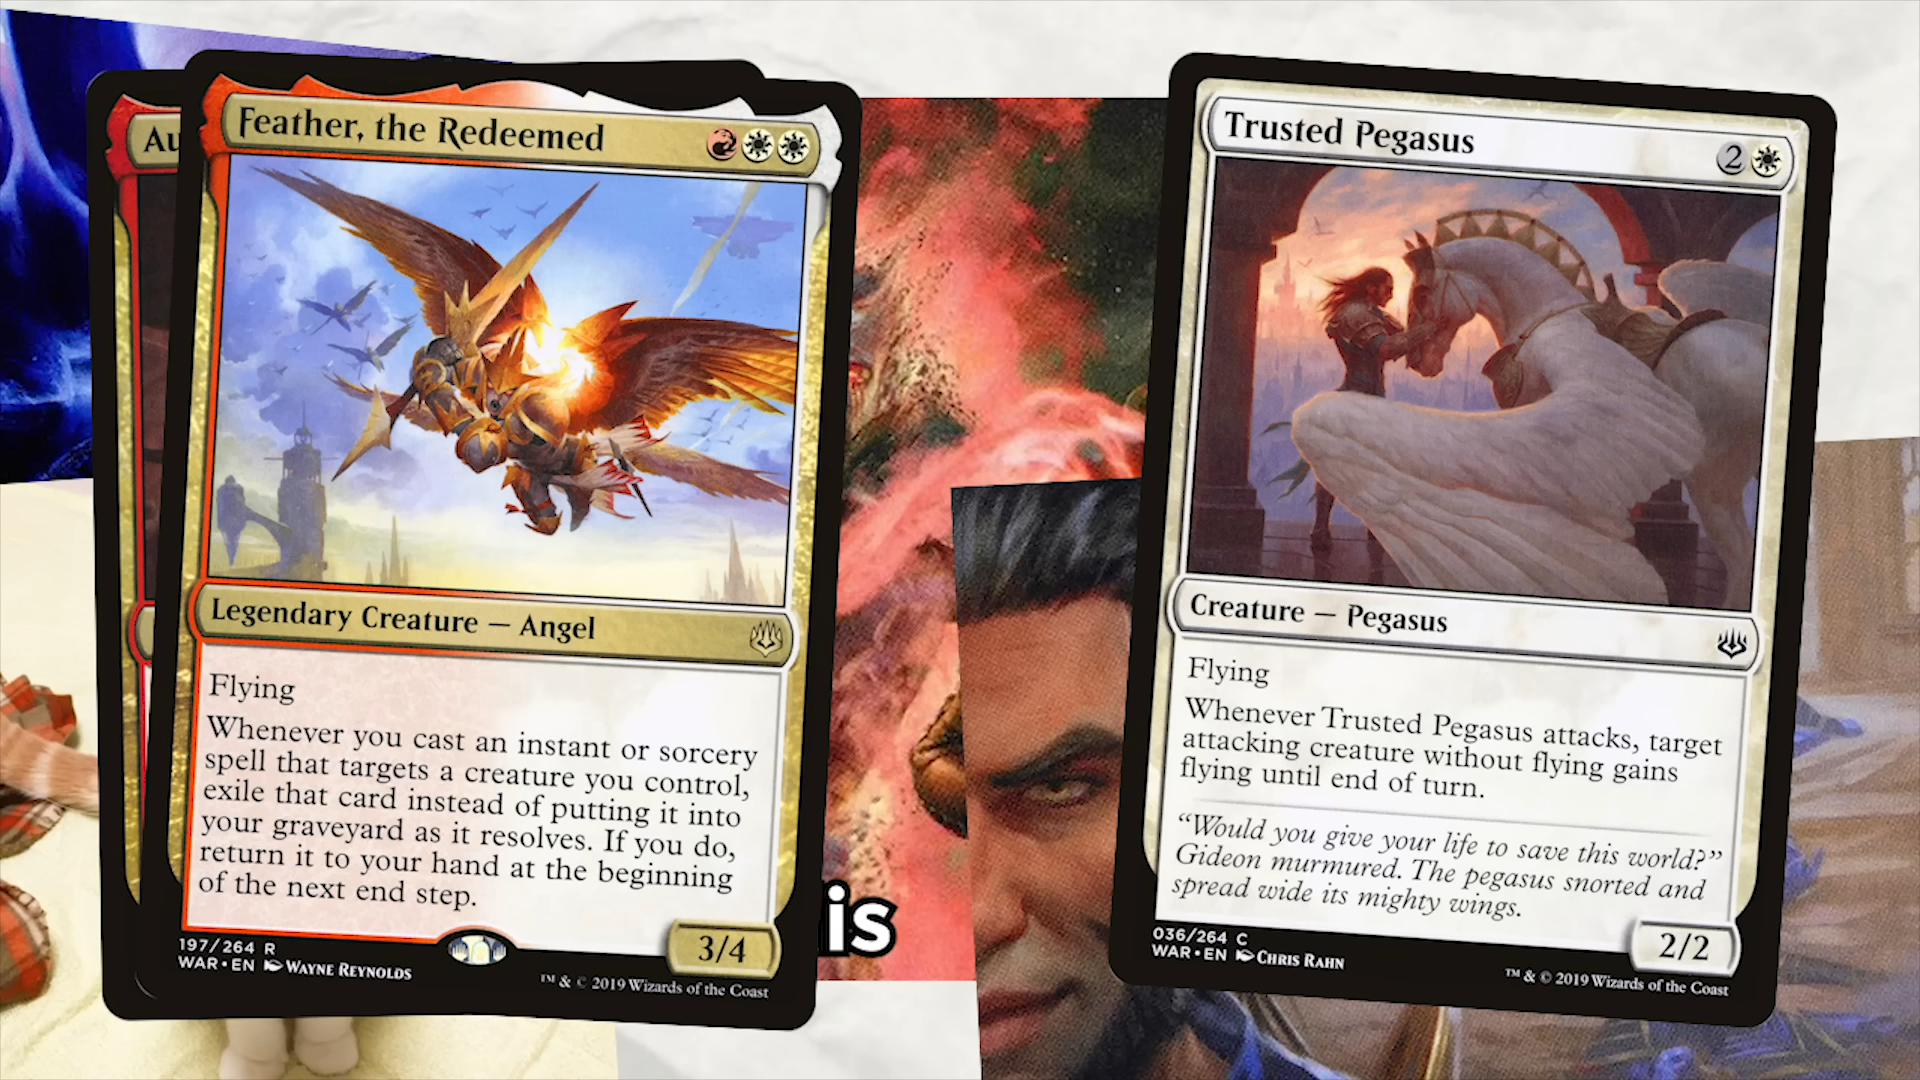 Au
Feather, the Redeemed
Legendary Creature — Angel
Flying
Whenever you cast an instant or sorcery
spell that targets a creature you control,
exile that card instead of putting it into
your graveyard as it resolves. If you do,
return it to your hand at the beginning
of the next end step.
3/4
197/264 R
WAR • EN WAYNE REYNOLDS
™ & © 2019 Wizards of the Coast
is
Trusted Pegasus
2
Creature — Pegasus
Flying
Whenever Trusted Pegasus attacks, target
attacking creature without flying gains
flying until end of turn.
“Would you give your life to save this world?”
Gideon murmured. The pegasus snorted and
spread wide its mighty wings.
2/2
036/264 C
WAR • EN CHRIS RAHN
™ & © 2019 Wizards of the Coast